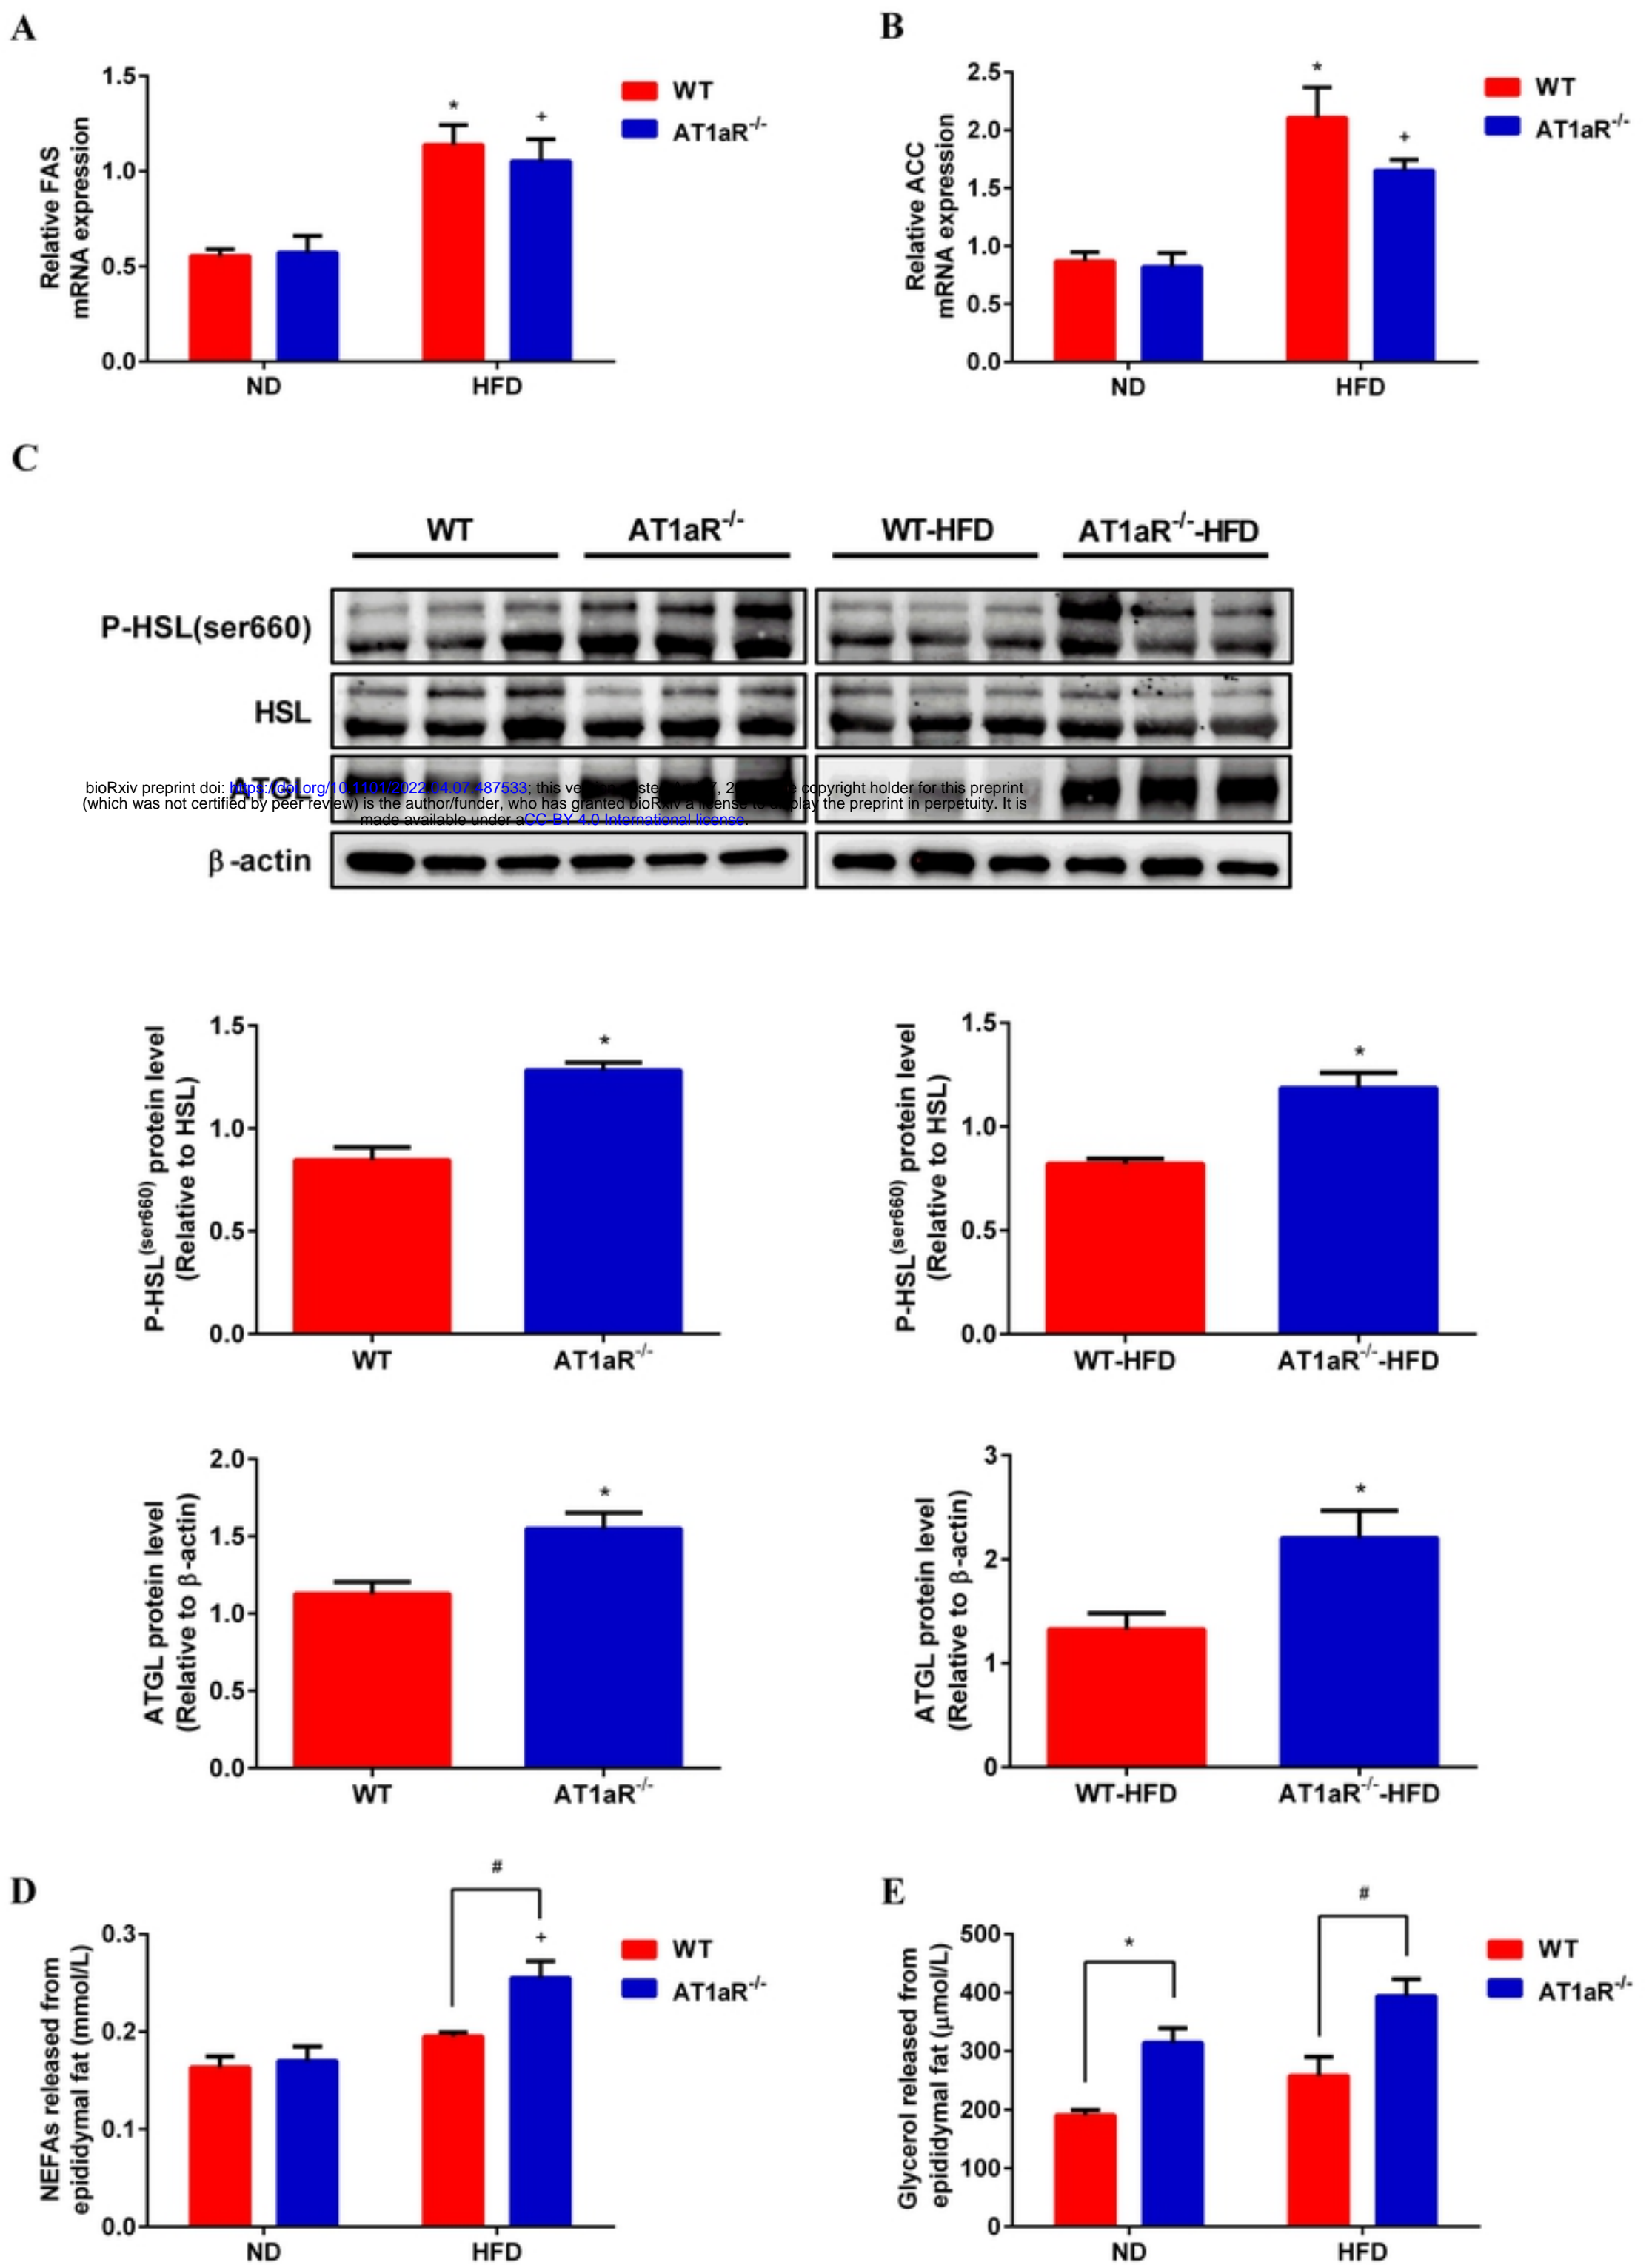 A
1.5
1.0
0.5
0.0
Relative FAS
mRNA expression
*
+
ND
HFD
WT
AT1aR-/-
B
2.5
2.0
1.5
1.0
0.5
0.0
Relative ACC
mRNA expression
*
+
ND
HFD
WT
AT1aR-/-
C
WT
AT1aR-/-
WT-HFD
AT1aR-/--HFD
P-HSL(ser660)
HSL
ATGL
bioRxiv preprint doi: https://doi.org/10.1101/2022.04.07.487533; this copyright holder for this preprint
(which was not certified by peer review) is the author/funder, who has granted bioRxiv a license to display the preprint in perpetuity. It is
made available under aCC-BY 4.0 International license.
β-actin
1.5
1.0
0.5
0.0
P-HSL(ser660) protein level
(Relative to HSL)
*
WT
AT1aR-/-
1.5
1.0
0.5
0.0
P-HSL(ser660) protein level
(Relative to HSL)
*
WT-HFD
AT1aR-/--HFD
2.0
1.5
1.0
0.5
0.0
ATGL protein level
(Relative to β-actin)
*
WT
AT1aR-/-
3
2
1
0
ATGL protein level
(Relative to β-actin)
*
WT-HFD
AT1aR-/--HFD
D
0.3
0.2
0.1
0.0
NEFAs released from
epididymal fat (mmol/L)
#
+
ND
HFD
WT
AT1aR-/-
E
500
400
300
200
100
0
Glycerol released from
epididymal fat (μmol/L)
*
#
ND
HFD
WT
AT1aR-/-